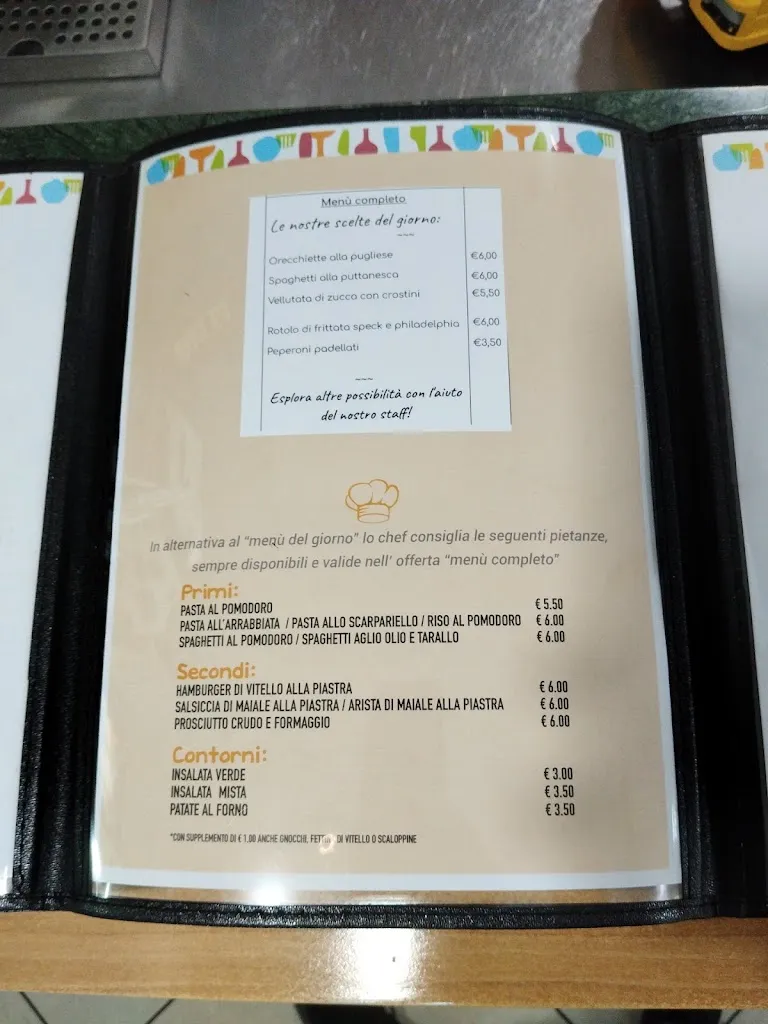 Menù completo
Le nostre scelte del giorno:
~~~
Orecchiette alla pugliese €6,00
Spaghetti alla puttanesca €6,00
Vellutata di zucca con crostini €5,50
Rotolo di frittata speck e philadelphia €6,00
Peperoni padellati €3,50
~~~
Esplora altre possibilità con l'aiuto
del nostro staff!
In alternativa al “menù del giorno” lo chef consiglia le seguenti pietanze,
sempre disponibili e valide nell’ offerta “menù completo”
Primi:
PASTA AL POMODORO € 5.50
PASTA ALL'ARRABBIATA / PASTA ALLO SCARPARIELLO / RISO AL POMODORO € 6.00
SPAGHETTI AL POMODORO / SPAGHETTI AGLIO OLIO E TARALLO € 6.00
Secondi:
HAMBURGER DI VITELLO ALLA PIASTRA € 6.00
SALSICCIA DI MAIALE ALLA PIASTRA / ARISTA DI MAIALE ALLA PIASTRA € 6.00
PROSCIUTTO CRUDO E FORMAGGIO € 6.00
Contorni:
INSALATA VERDE € 3.00
INSALATA MISTA € 3.50
PATATE AL FORNO € 3.50
*CON SUPPLEMENTO DI € 1,00 ANCHE GNOCCHI, DI VITELLO O SCALOPPINE